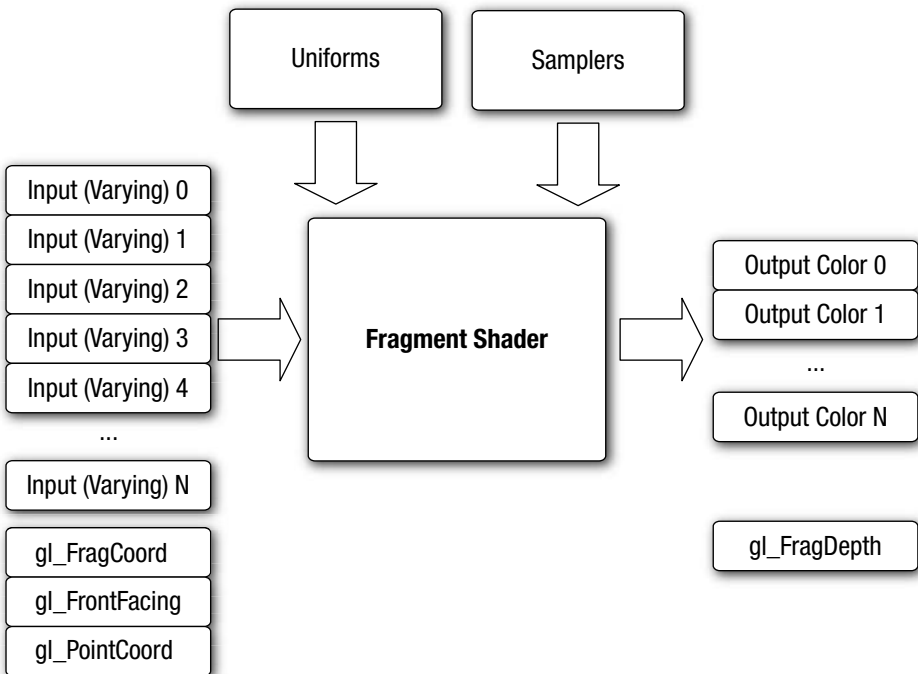 Uniforms
Samplers
Input (Varying) 0
Input (Varying) 1
Input (Varying) 2
Input (Varying) 3
Input (Varying) 4
...
Input (Varying) N
gl_FragCoord
gl_FrontFacing
gl_PointCoord
Fragment Shader
Output Color 0
Output Color 1
...
Output Color N
gl_FragDepth